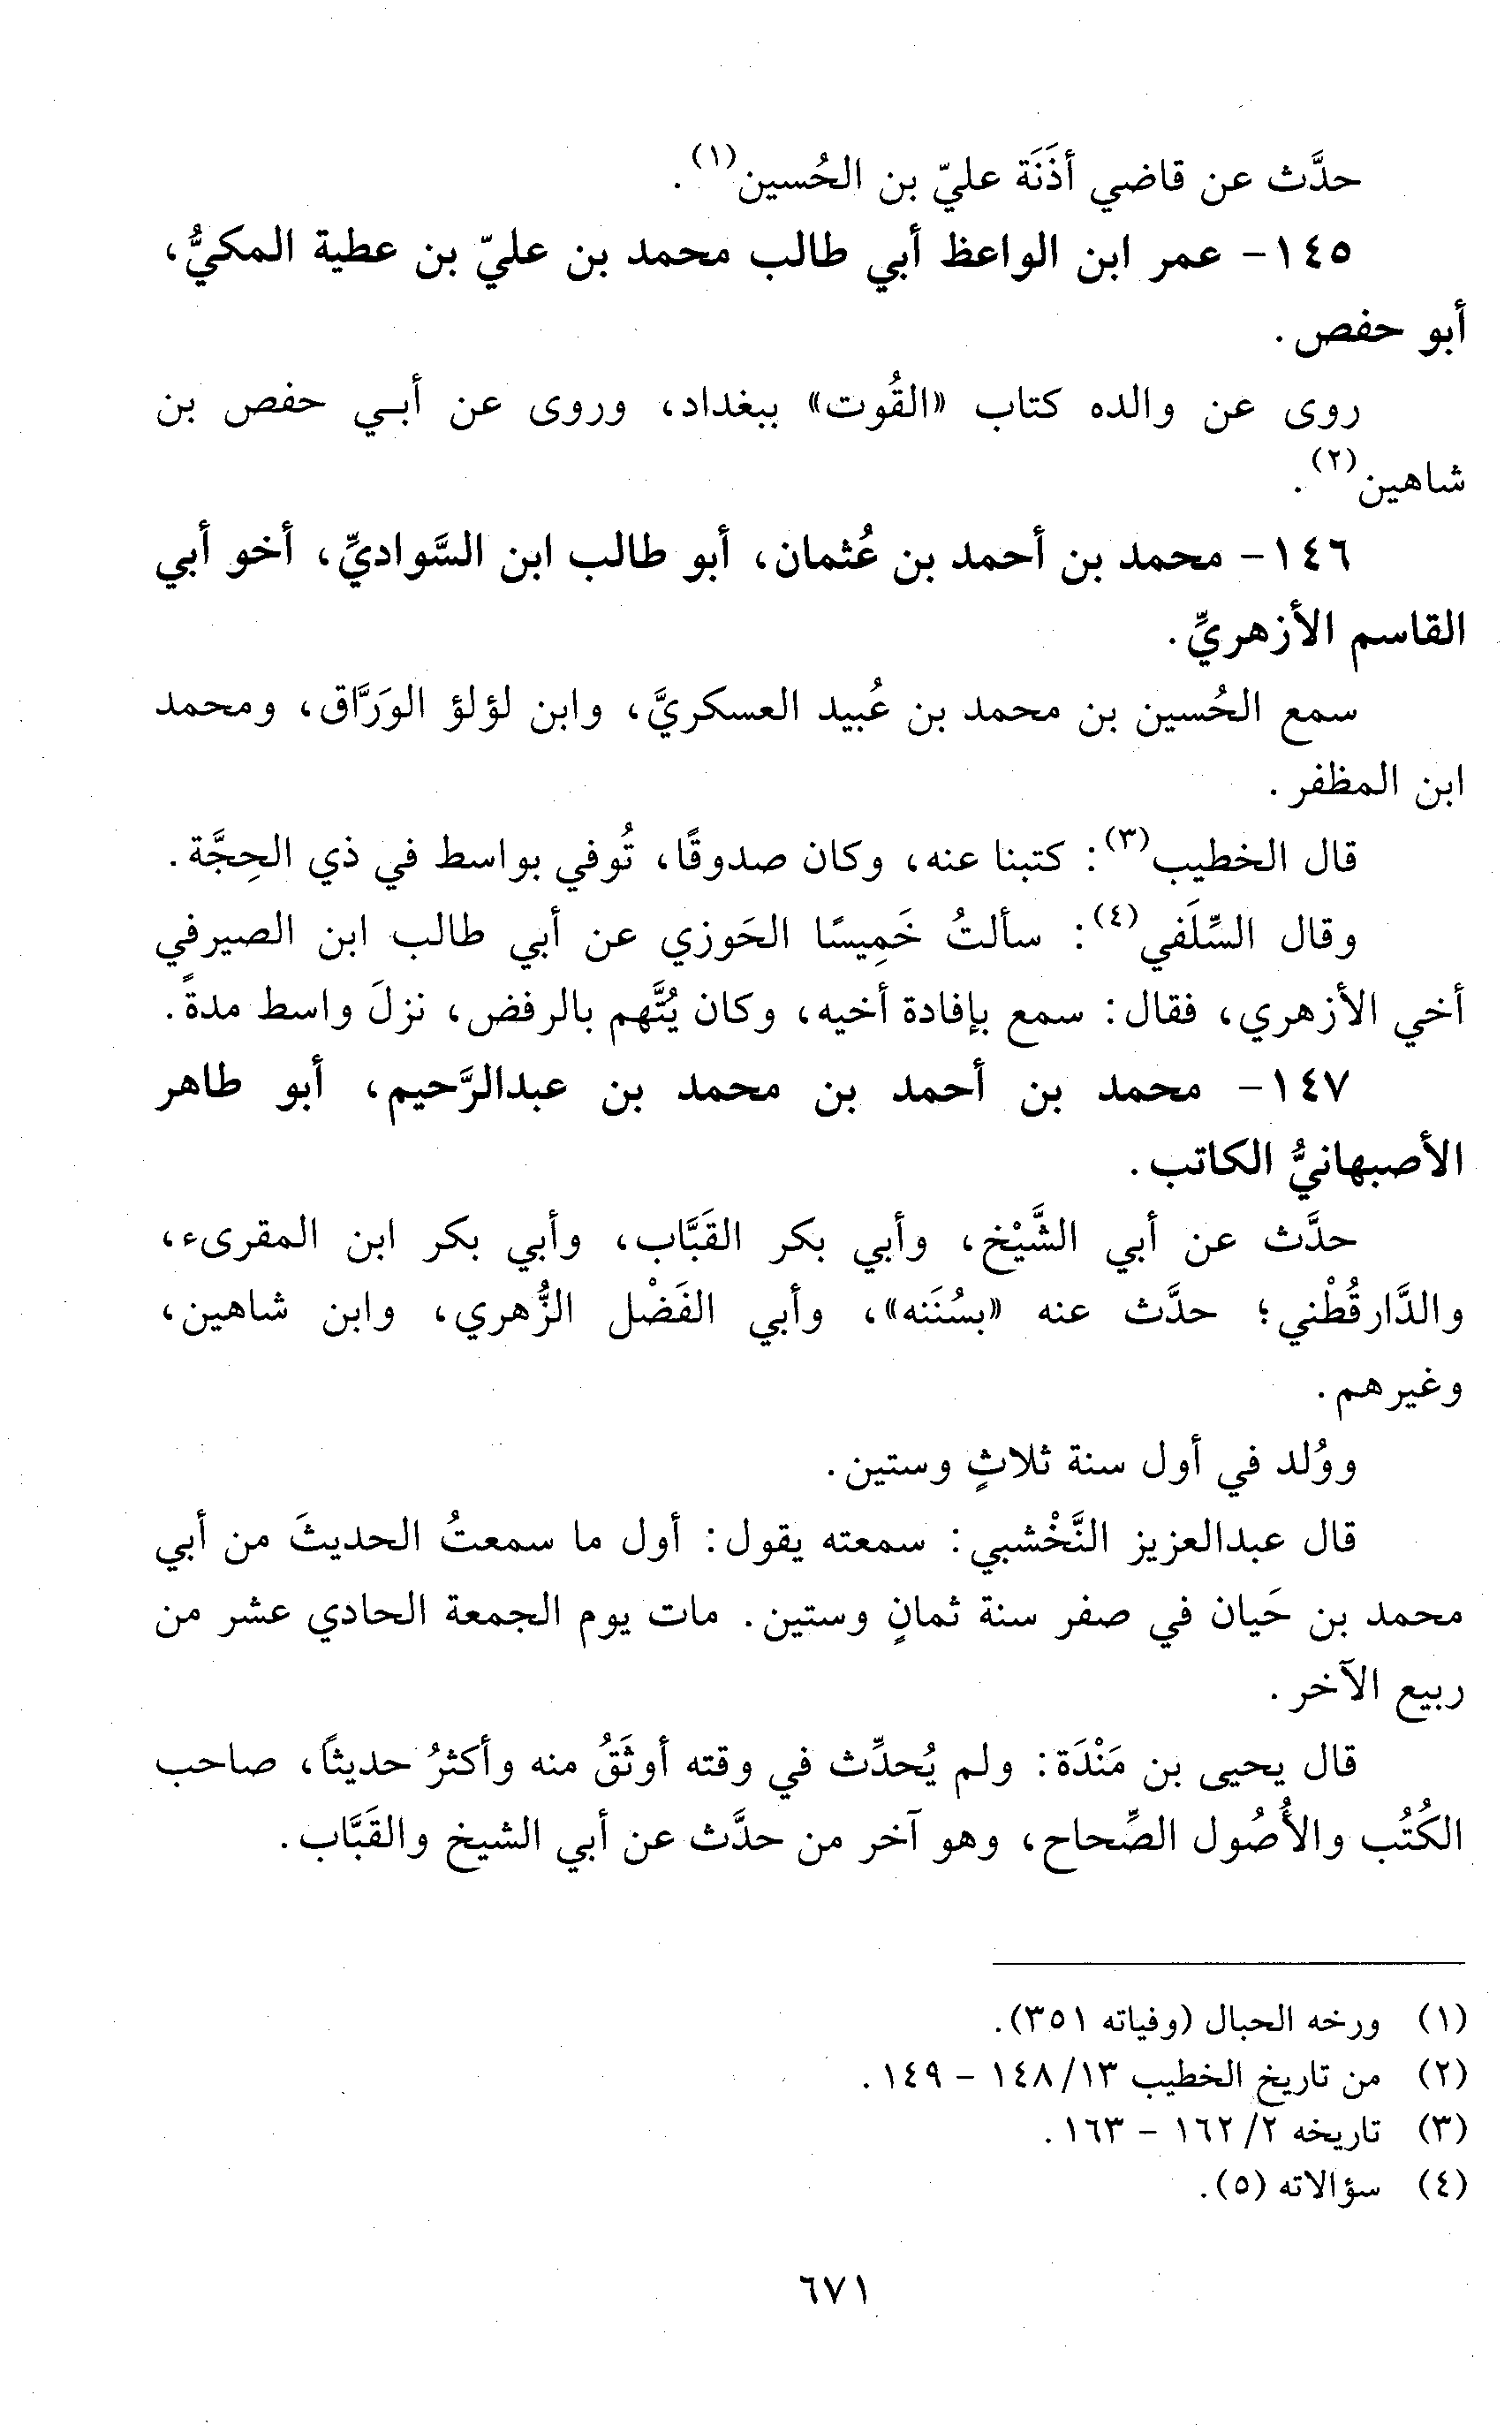 حدَّث عن قاضي أذَنَة عليّ بن الحُسين(١).
١٤٥- عمر ابن الواعظ أبي طالب محمد بن عليّ بن عطية المكيُّ،
أبو حفص.
روى عن والده كتاب «القُوت» ببغداد، وروى عن أبي حفص بن
شاهين(٢).
١٤٦- محمد بن أحمد بن عُثمان، أبو طالب ابن السَّواديِّ، أخو أبي
القاسم الأزهريِّ.
سمع الحُسين بن محمد بن عُبيد العسكريَّ، وابن لؤلؤ الوَرَّاق، ومحمد
ابن المظفر.
قال الخطيب(٣): كتبنا عنه، وكان صدوقًا، تُوفي بواسط في ذي الحِجَّة.
وقال السِّلَفي(٤): سألتُ خَمِيسًا الحَوزي عن أبي طالب ابن الصيرفي
أخي الأزهري، فقال: سمع بإفادة أخيه، وكان يُتَّهم بالرفض، نزلَ واسط مدةً.
١٤٧- محمد بن أحمد بن محمد بن عبدالرَّحيم، أبو طاهر
الأصبهانيُّ الكاتب.
حدَّث عن أبي الشَّيْخ، وأبي بكر القَبَّاب، وأبي بكر ابن المقرىء،
والدَّارقُطْني؛ حدَّث عنه «بسُنَنه»، وأبي الفَضْل الزُّهري، وابن شاهين،
وغيرهم.
ووُلد في أول سنة ثلاثٍ وستين.
قال عبدالعزيز النَّخْشبي: سمعته يقول: أول ما سمعتُ الحديثَ من أبي
محمد بن حَيان في صفر سنة ثمانٍ وستين. مات يوم الجمعة الحادي عشر من
ربيع الآخر.
قال يحيى بن مَنْدَة: ولم يُحدِّث في وقته أوثَقُ منه وأكثرُ حديثًا، صاحب
الكُتُب والأُصُول الصِّحاح، وهو آخر من حدَّث عن أبي الشيخ والقَبَّاب.
(١) ورخه الحبال (وفياته ٣٥١).
(٢) من تاريخ الخطيب ١٣/ ١٤٨ - ١٤٩.
(٣) تاريخه ٢/ ١٦٢ - ١٦٣.
(٤) سؤالاته (٥).
٦٧١